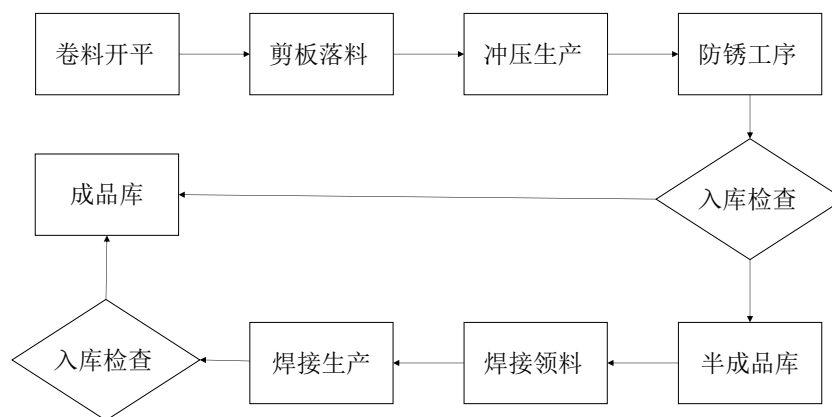 卷料开平
剪板落料
冲压生产
防锈工序
成品库
入库检查
入库检查
焊接生产
焊接领料
半成品库